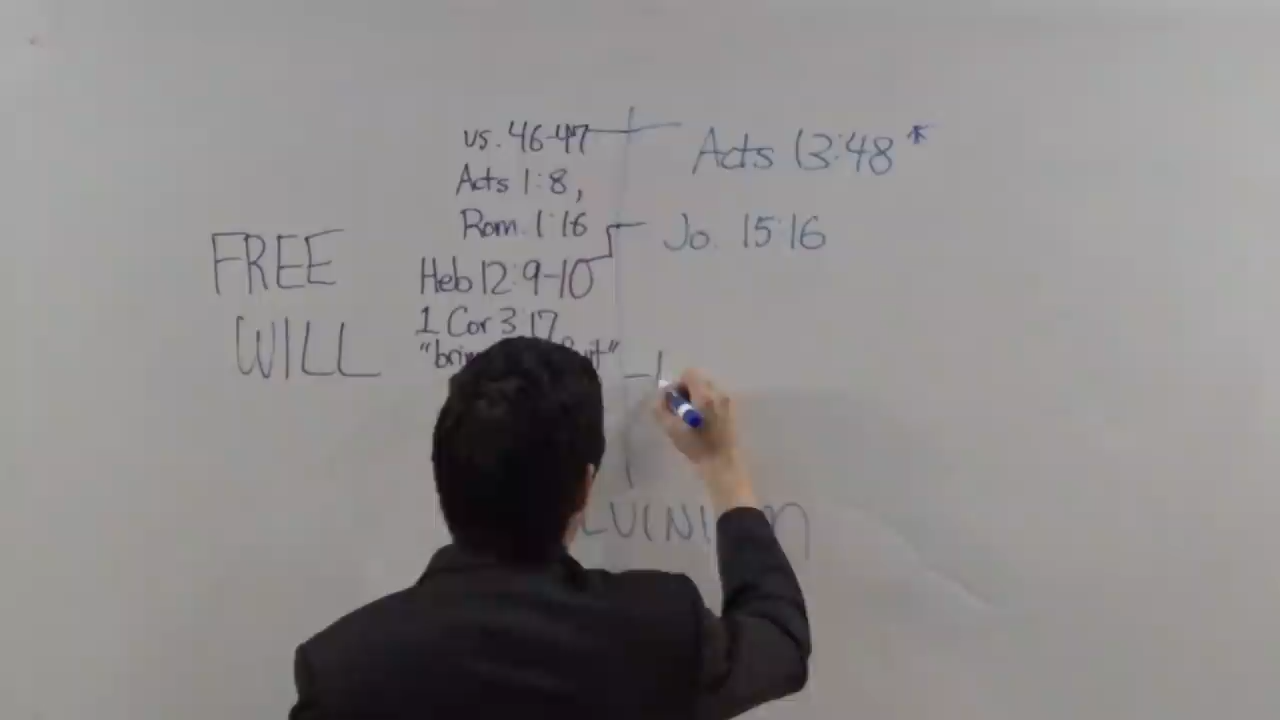 vs. 46-47
Acts 1:8,
Rom. 1:16
Heb 12:9-10
1 Cor 3:17
FREE
WILL
Acts 13:48*
Jo. 15:16